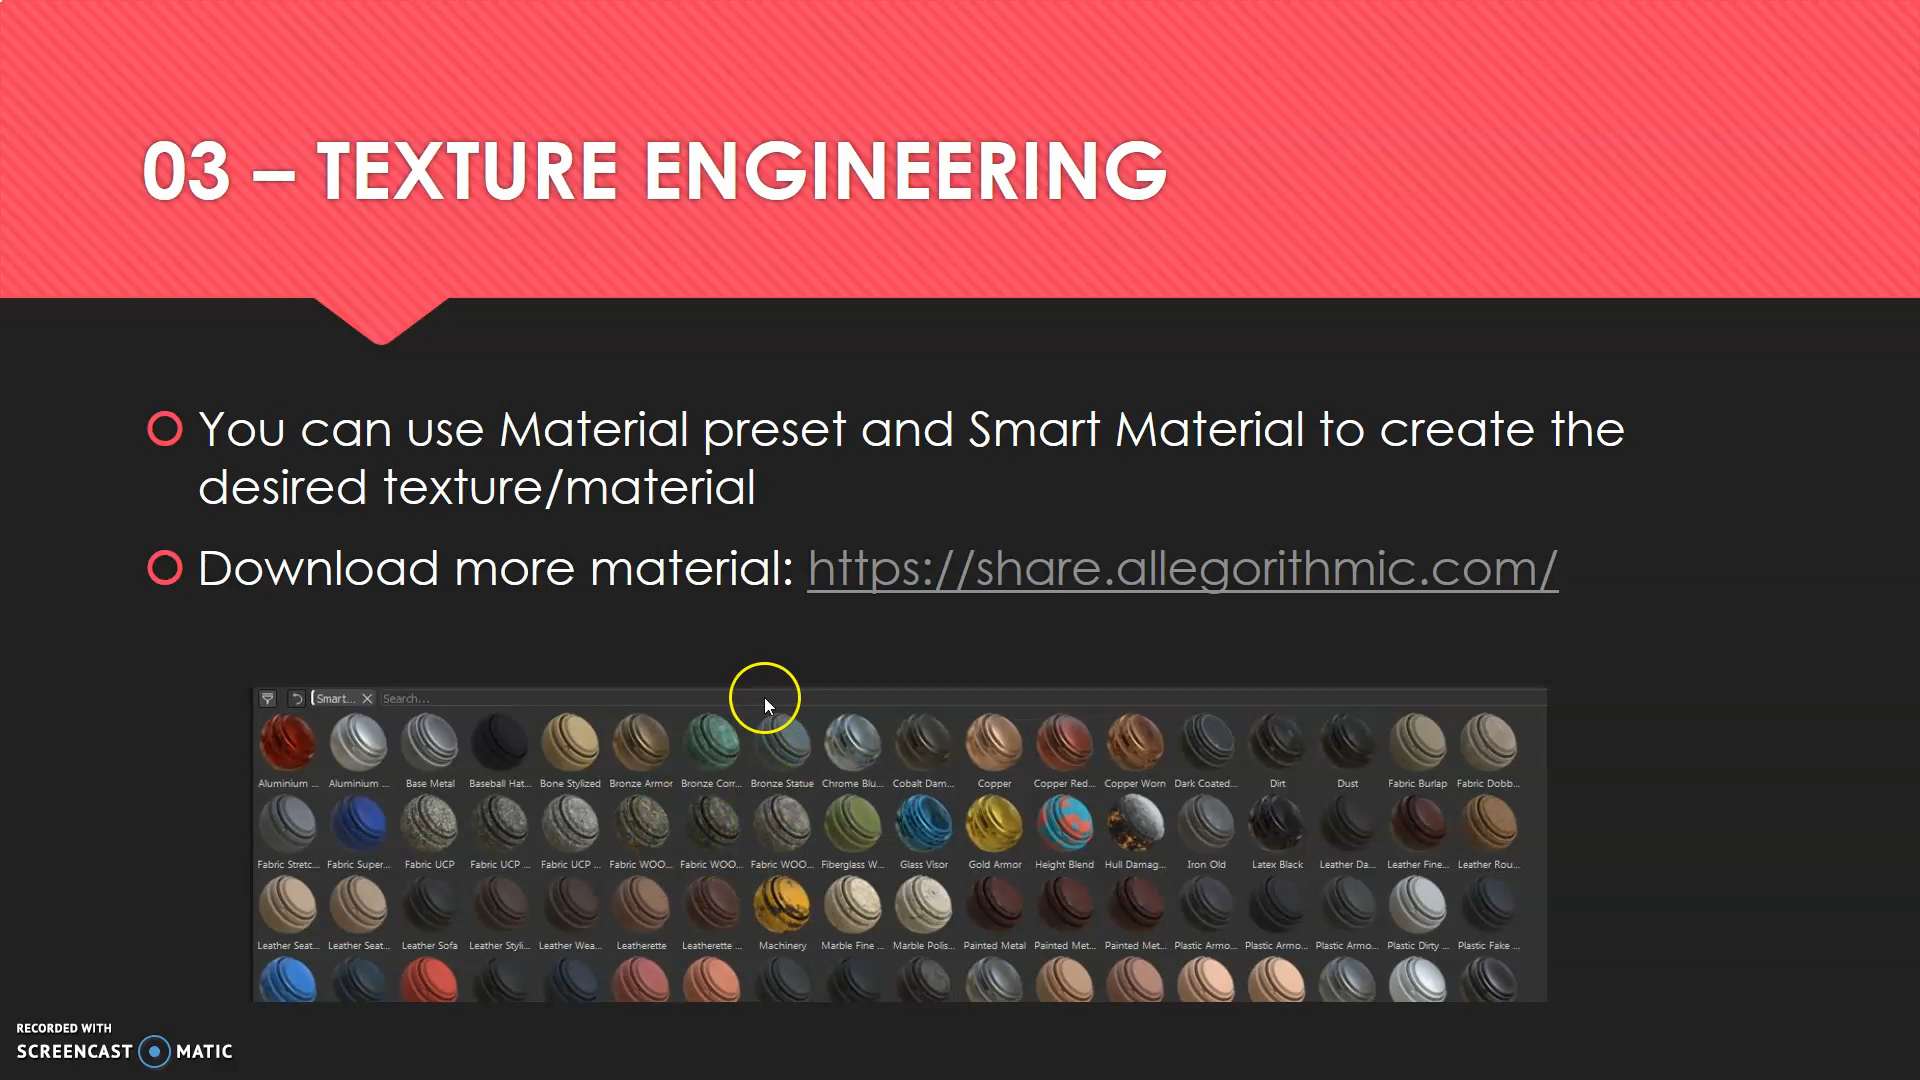 03 – TEXTURE ENGINEERING
You can use Material preset and Smart Material to create the
desired texture/material
Download more material: https://share.allegorithmic.com/
Smart... Search...
Aluminium ... Aluminium ... Base Metal Baseball Hat... Bone Stylized Bronze Armor Bronze Corr... Bronze Statue Chrome Blu... Cobalt Dam... Copper Copper Red... Copper Worn Dark Coated... Dirt Dust Fabric Burlap Fabric Dobb...
Fabric Stretc... Fabric Super... Fabric UCP Fabric UCP ... Fabric UCP ... Fabric WOO... Fabric WOO... Fabric WOO... Fiberglass W... Glass Visor Gold Armor Height Blend Hull Damag... Iron Old Latex Black Leather Da... Leather Fine... Leather Rou...
Leather Seat... Leather Seat... Leather Sofa Leather Styli... Leather Wea... Leatherette Leatherette ... Machinery Marble Fine ... Marble Polis... Painted Metal Painted Met... Painted Met... Plastic Armo... Plastic Armo... Plastic Armo... Plastic Dirty ... Plastic Fake ...
RECORDED WITH
SCREENCAST MATIC